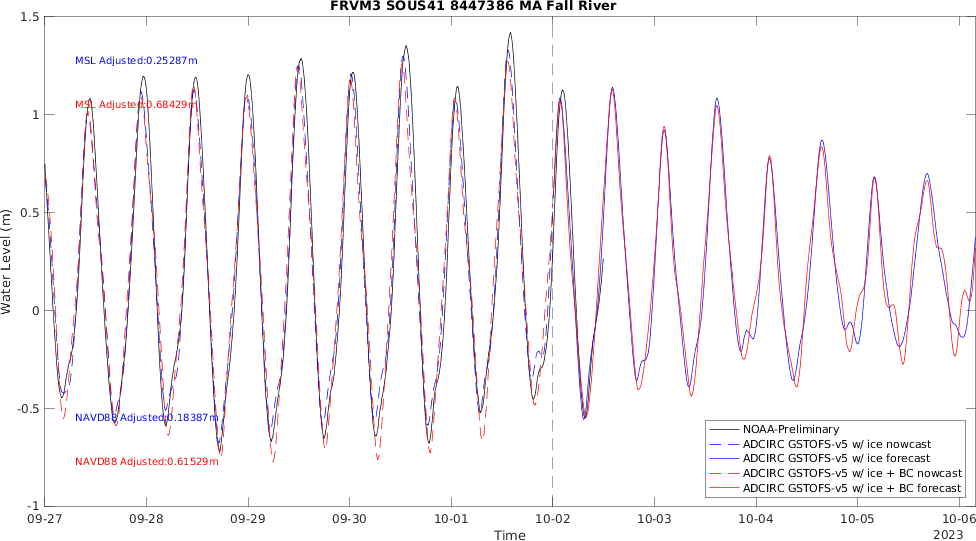 FRVM3 SOUS41 8447386 MA Fall River
1.5
1
0.5
0
-0.5
-1
Water Level (m)
MSL Adjusted:0.25287m
MSL Adjusted:0.68429m
NAVD88 Adjusted:0.18387m
NAVD88 Adjusted:0.61529m
NOAA-Preliminary
ADCIRC GSTOFS-v5 w/ ice nowcast
ADCIRC GSTOFS-v5 w/ ice forecast
ADCIRC GSTOFS-v5 w/ ice + BC nowcast
ADCIRC GSTOFS-v5 w/ ice + BC forecast
09-27 09-28 09-29 09-30 10-01 10-02 10-03 10-04 10-05 10-06
Time
2023